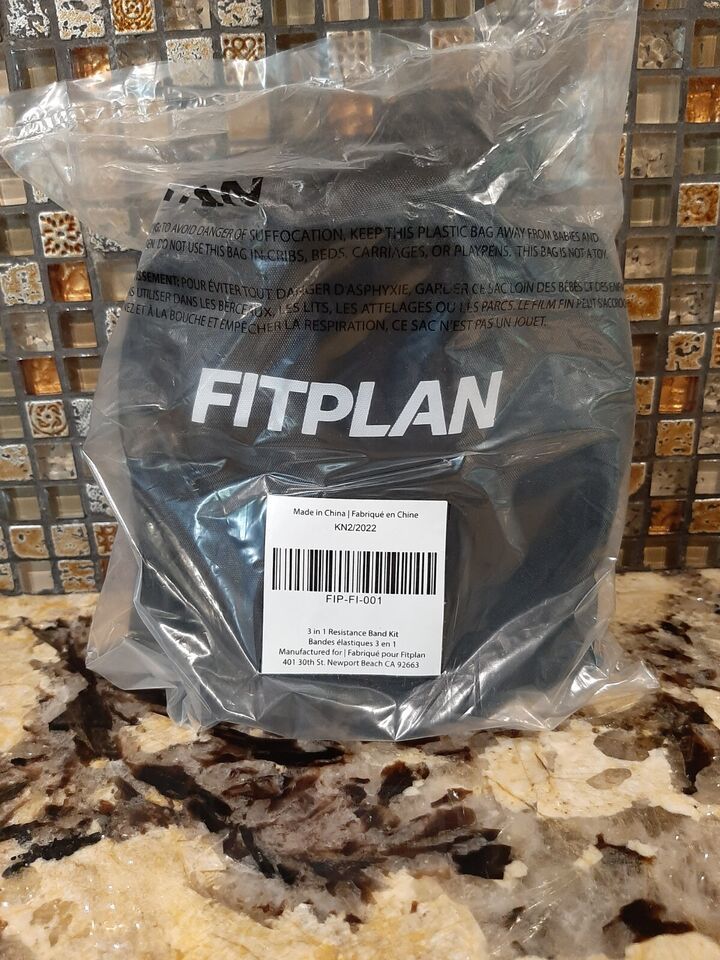 TO AVOID DANGER OF SUFFOCATION, KEEP THIS PLASTIC BAG AWAY FROM BABIES AND
DO NOT USE THIS BAG IN CRIBS, BEDS, CARRIAGES, OR PLAYPENS. THIS BAG IS NOT A TOY.
POUR ÉVITER TOUT DANGER D'ASPHYXIE, GARDER CE SAC LOIN DES BÉBÉS ET DES
UTILISER DANS LES BERCEAUX, LES LITS, LES ATTELAGES OU LES PARCS. LE FILM FIN PEUT
ET À LA BOUCHE ET EMPÊCHER LA RESPIRATION, CE SAC N'EST PAS UN JOUET.
FITPLAN
Made in China | Fabriqué en Chine
KN2/2022
FIP-FI-001
3 in 1 Resistance Band Kit
Bandes élastiques 3 en 1
Manufactured for | Fabriqué pour Fitplan
401 30th St. Newport Beach CA 92663